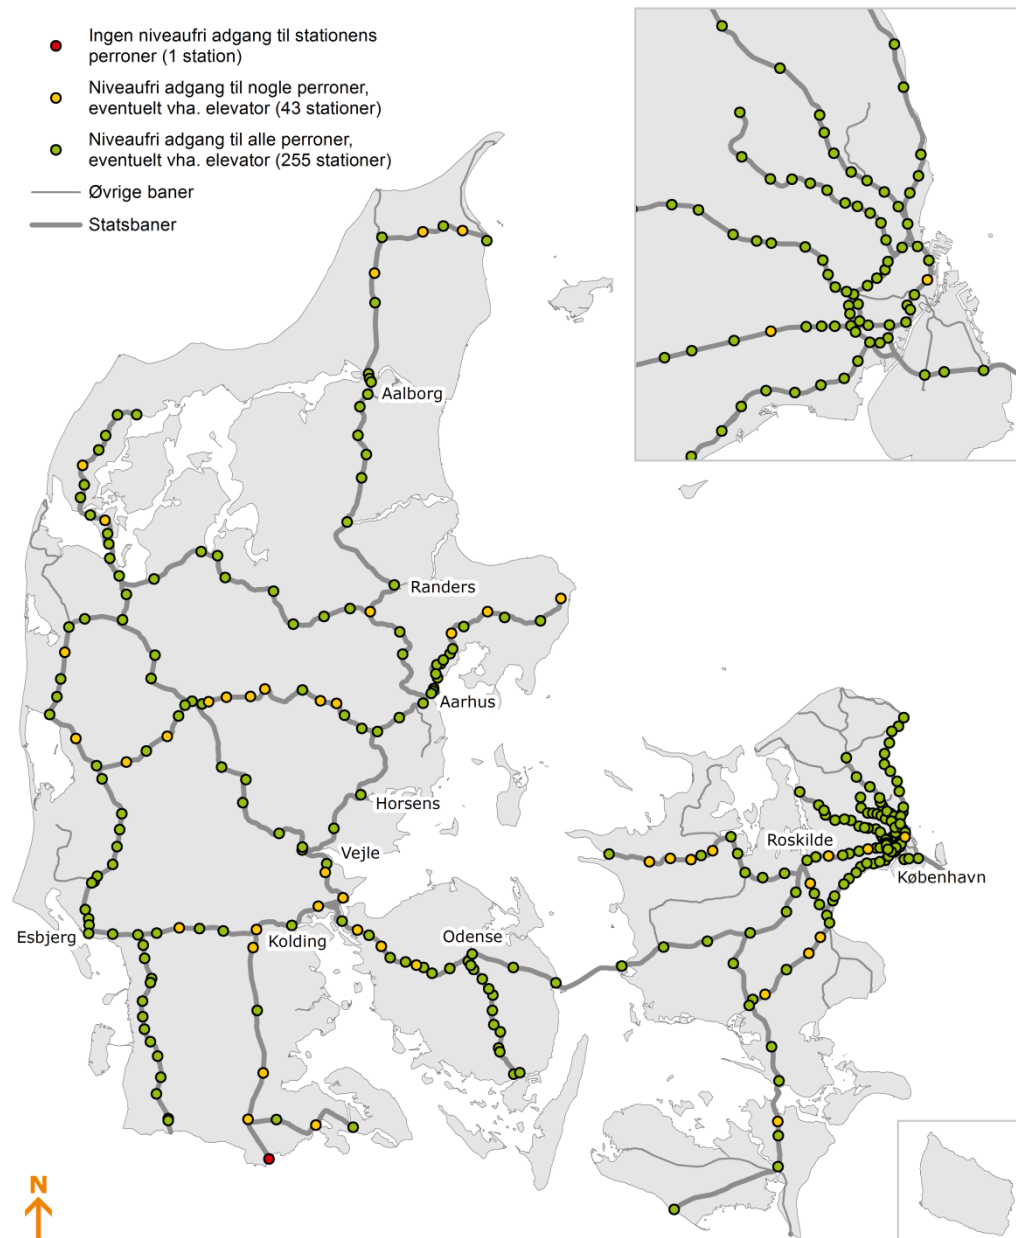 Ingen niveaufri adgang til stationens
perroner (1 station)
Niveaufri adgang til nogle perroner,
eventuelt vha. elevator (43 stationer)
Niveaufri adgang til alle perroner,
eventuelt vha. elevator (255 stationer)
Øvrige baner
Statsbaner
Aalborg
Randers
Aarhus
Horsens
Vejle
Roskilde
København
Esbjerg
Kolding
Odense
N